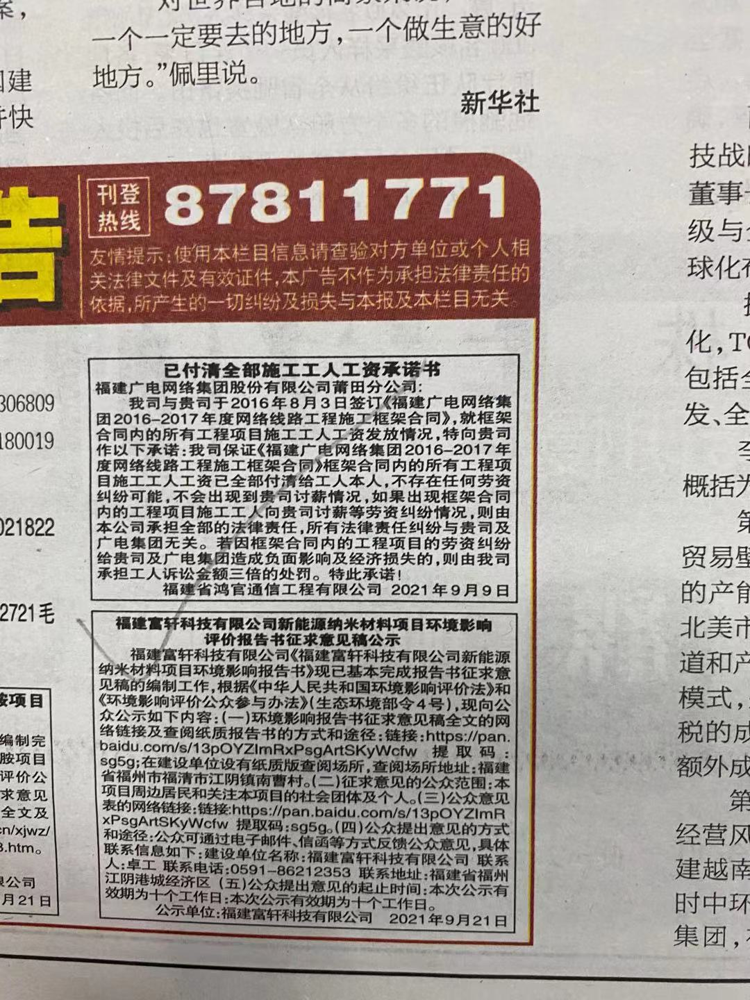 案，
国建
并快
对世界各地的商家来说，
一个一定要去的地方，一个做生意的好
地方。”佩里说。
新华社
告
刊登
热线
87811771
友情提示：使用本栏目信息请查验对方单位或个人相
关法律文件及有效证件，本广告不作为承担法律责任的
依据，所产生的一切纠纷及损失与本报及本栏目无关。
306809
180019
021822
2721毛
胺项目
编制完
胺项目
评价公
求意见
全文及
cn/xjwz/
3.htm。
限公司
月21日
已付清全部施工工人工资承诺书
福建广电网络集团股份有限公司莆田分公司：
我司与贵司于2016年8月3日签订《福建广电网络集
团2016-2017年度网络线路工程施工框架合同》，就框架
合同内的所有工程项目施工工人工资发放情况，特向贵司
作以下承诺：我司保证《福建广电网络集团2016-2017年
度网络线路工程施工框架合同》框架合同内的所有工程项
目施工工人工资已全部付清给工人本人，不存在任何劳资
纠纷可能，不会出现到贵司讨薪情况，如果出现框架合同
内的工程项目施工工人向贵司讨薪等劳资纠纷情况，则由
本公司承担全部的法律责任，所有法律责任纠纷与贵司及
广电集团无关。若因框架合同内的工程项目的劳资纠纷
给贵司及广电集团造成负面影响及经济损失的，则由我司
承担工人诉讼金额三倍的处罚。特此承诺！
福建省鸿官通信工程有限公司 2021年9月9日
福建富轩科技有限公司新能源纳米材料项目环境影响
评价报告书征求意见稿公示
福建富轩科技有限公司《福建富轩科技有限公司新能源
纳米材料项目环境影响报告书》现已基本完成报告书征求意
见稿的编制工作，根据《中华人民共和国环境影响评价法》和
《环境影响评价公众参与办法》（生态环境部令4号），现向公
众公示如下内容：（一）环境影响报告书征求意见稿全文的网
络链接及查阅纸质报告书的方式和途径：链接：https://pan.
baidu.com/s/13pOYZlmRxPsgArtSKyWcfw 提取码：
sg5g；在建设单位设有纸质版查阅场所，查阅场所地址：福建
省福州市福清市江阴镇南曹村。（二）征求意见的公众范围：本
项目周边居民和关注本项目的社会团体及个人。（三）公众意见
表的网络链接：链接:https://pan.baidu.com/s/13pOYZlmR
xPsgArtSKyWcfw 提取码：sg5g。（四）公众提出意见的方式
和途径：公众可通过电子邮件、信函等方式反馈公众意见，具体
联系信息如下：建设单位名称：福建富轩科技有限公司 联系
人：卓工 联系电话：0591-86212353 联系地址：福建省福州
江阴港城经济区 （五）公众提出意见的起止时间：本次公示有
效期为十个工作日：本次公示有效期为十个工作日。
公示单位：福建富轩科技有限公司 2021年9月21日
技战
董事
级与
球化
化，TC
包括全
发、全
李
概括为
第
贸易壁
的产能
北美市
道和产
模式，
税的成
额外成
第
经营风
建越南
时中环
集团，